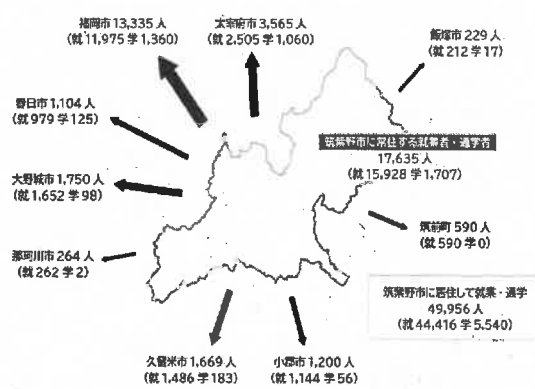 福岡市 13,335 人
(就 11,975 学 1,360)
太宰府市 3,565 人
(就 2,505 学 1,060)
飯塚市 229 人
(就 212 学 17)
春日市 1,104 人
(就 979 学 125)
筑紫野市に常住する就業者・通学者
17,635 人
(就 15,928 学 1,707)
大野城市 1,750 人
(就 1,652 学 98)
筑前町 590 人
(就 590 学 0)
那珂川市 264 人
(就 262 学 2)
筑紫野市に居住して就業・通学
49,956 人
(就 44,416 学 5,540)
久留米市 1,669 人
(就 1,486 学 183)
小郡市 1,200 人
(就 1,144 学 56)